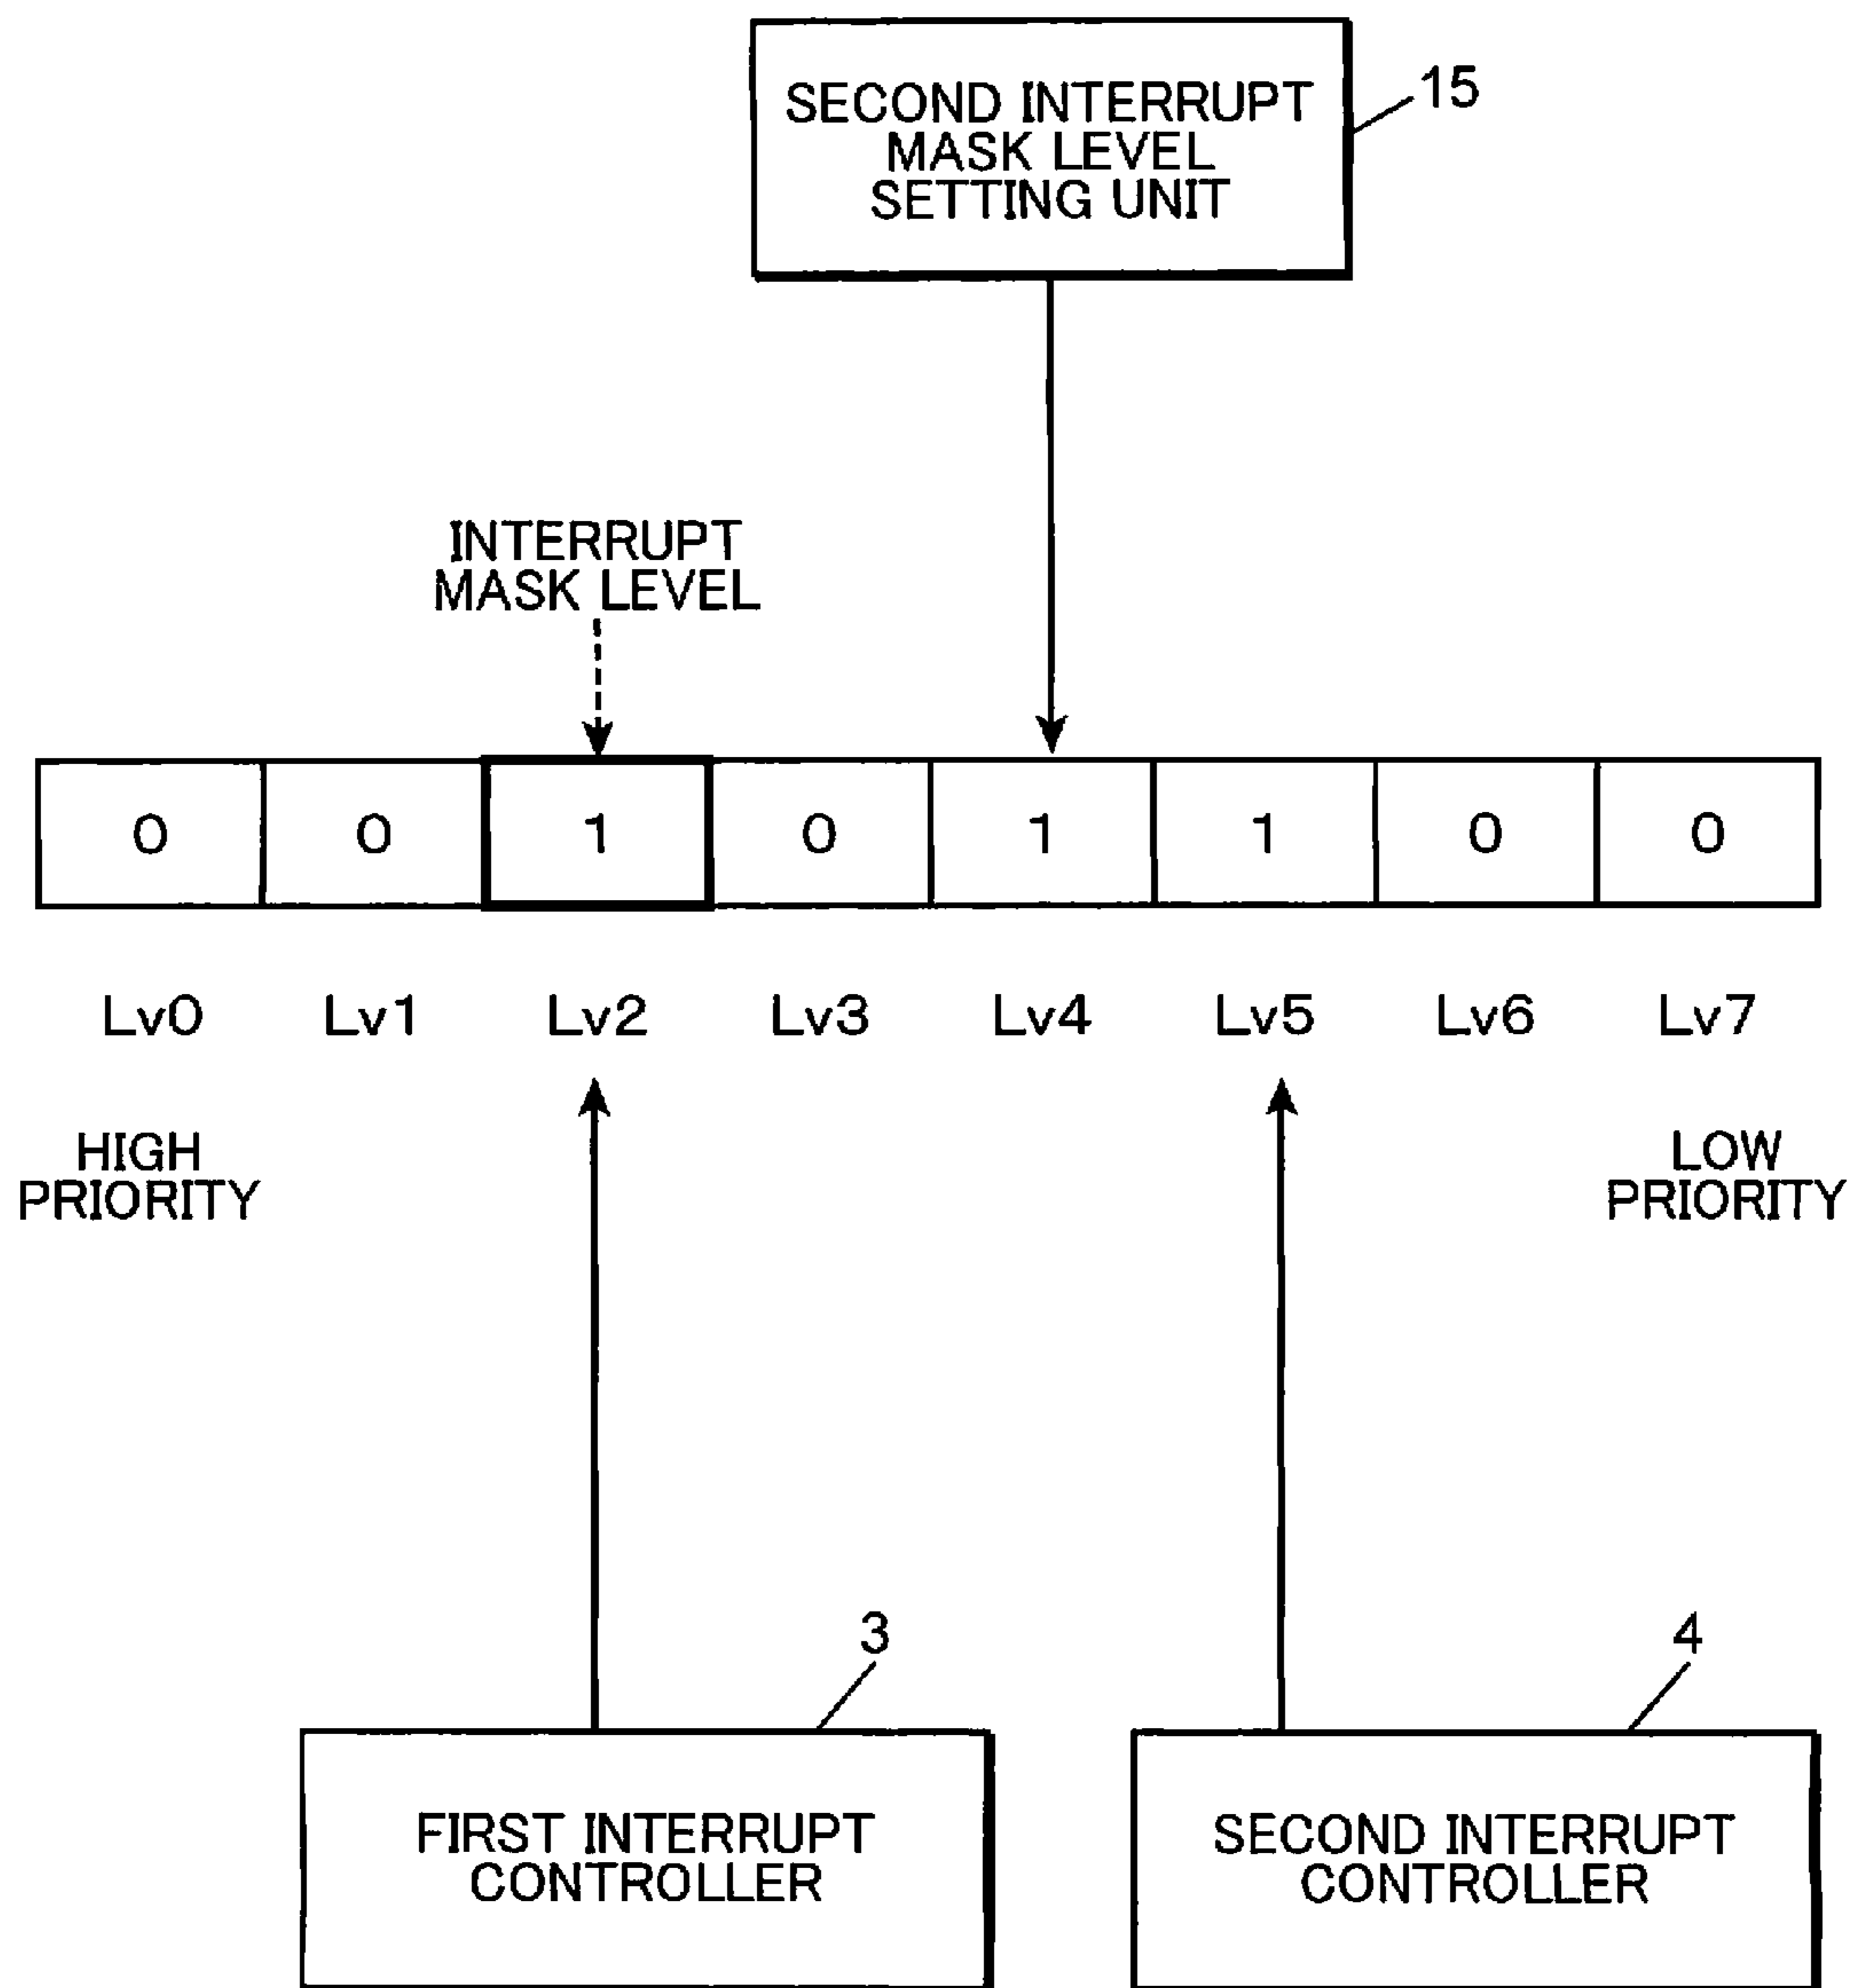 SECOND INTERRUPT
MASK LEVEL
SETTING UNIT
15
INTERRUPT
MASK LEVEL
0 0 1 0 1 1 0 0
Lv0 Lv1 Lv2 Lv3 Lv4 Lv5 Lv6 Lv7
HIGH
PRIORITY
LOW
PRIORITY
3
4
FIRST INTERRUPT
CONTROLLER
SECOND INTERRUPT
CONTROLLER